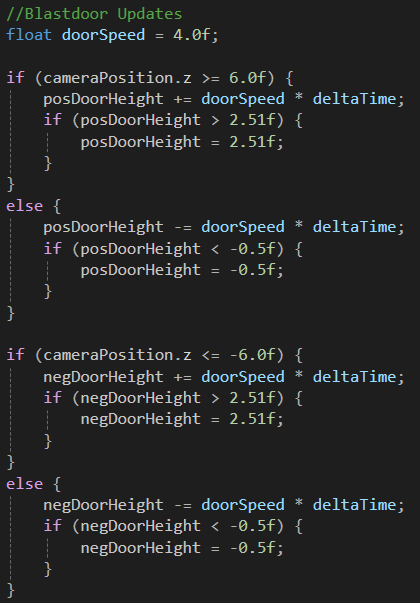 //Blastdoor Updates
float doorSpeed = 4.0f;

if (cameraPosition.z >= 6.0f) {
    posDoorHeight += doorSpeed * deltaTime;
    if (posDoorHeight > 2.51f) {
        posDoorHeight = 2.51f;
    }
}
else {
    posDoorHeight -= doorSpeed * deltaTime;
    if (posDoorHeight < -0.5f) {
        posDoorHeight = -0.5f;
    }
}

if (cameraPosition.z <= -6.0f) {
    negDoorHeight += doorSpeed * deltaTime;
    if (negDoorHeight > 2.51f) {
        negDoorHeight = 2.51f;
    }
}
else {
    negDoorHeight -= doorSpeed * deltaTime;
    if (negDoorHeight < -0.5f) {
        negDoorHeight = -0.5f;
    }
}